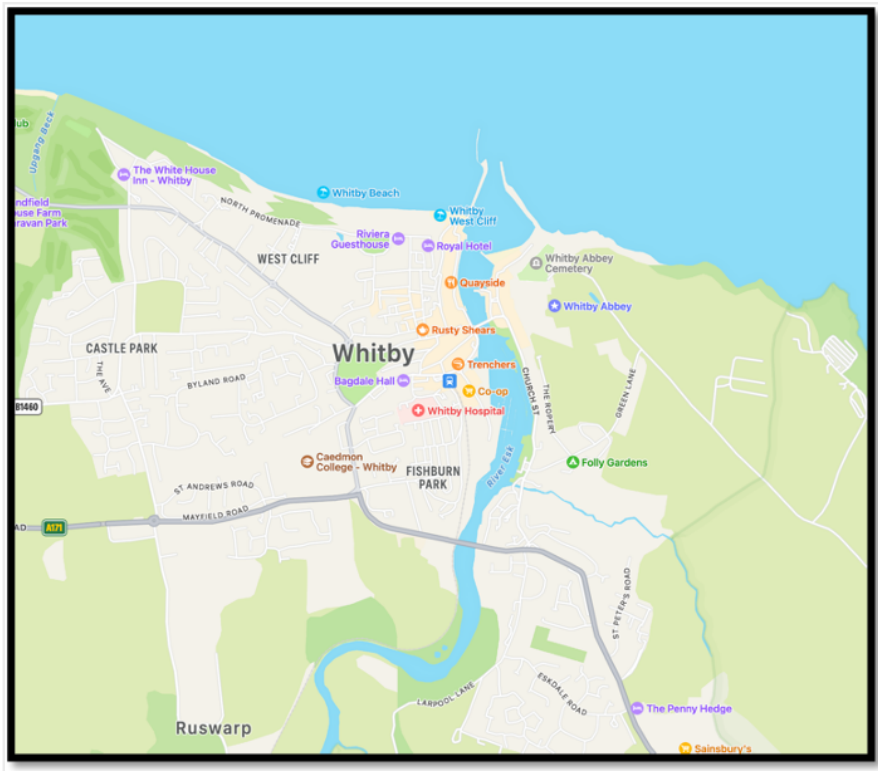 ub
Upgang Beck
The White House
Inn - Whitby
ndfield
use Farm
ravan Park
NORTH PROMENADE
Whitby Beach
Whitby
West Cliff
Riviera
Guesthouse
Royal Hotel
WEST CLIFF
Whitby Abbey
Cemetery
Quayside
Whitby Abbey
Rusty Shears
CASTLE PARK
Whitby
Trenchers
THE AVE
BYLAND ROAD
Bagdale Hall
Co-op
CHURCH ST
THE ROPERY
GREEN LANE
B1460
Whitby Hospital
Caedmon
College - Whitby
FISHBURN
PARK
River Esk
Folly Gardens
ST ANDREWS ROAD
MAYFIELD ROAD
AD
A171
ST PETER'S ROAD
LARPOOL LANE
ESKDALE ROAD
The Penny Hedge
Ruswarp
Sainsbury's